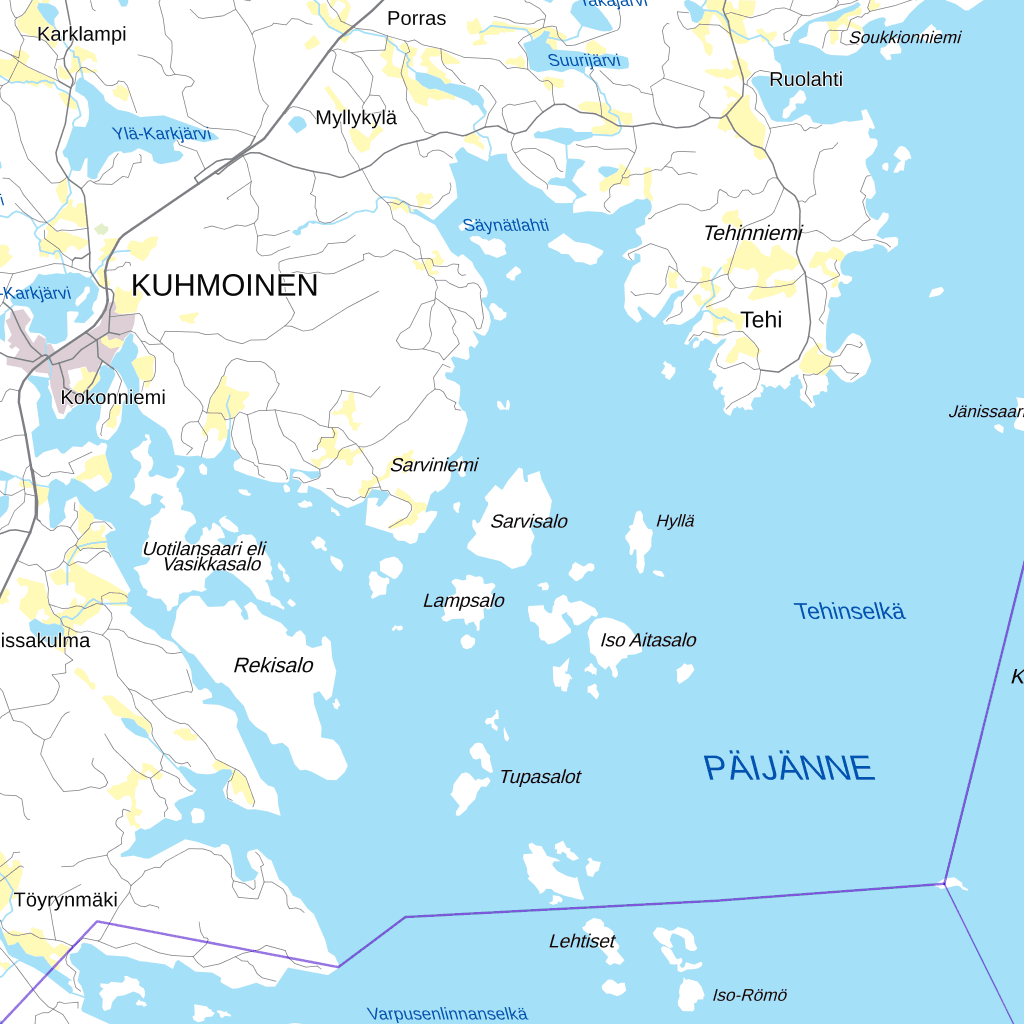 Takajärvi
Porras
Karklampi
Soukkionniemi
Suurijärvi
Ruolahti
Myllykylä
Ylä-Karkjärvi
Säynätlahti
Tehinniemi
KUHMOINEN
-Karkjärvi
Tehi
Kokonniemi
Jänissaari
Sarviniemi
Sarvisalo
Hyllä
Uotilansaari eli
Vasikkasalo
Lampsalo
Tehinselkä
issakulma
Iso Aitasalo
Rekisalo
K
PÄIJÄNNE
Tupasalot
Töyrynmäki
Lehtiset
Iso-Römö
Varpusenlinnanselkä